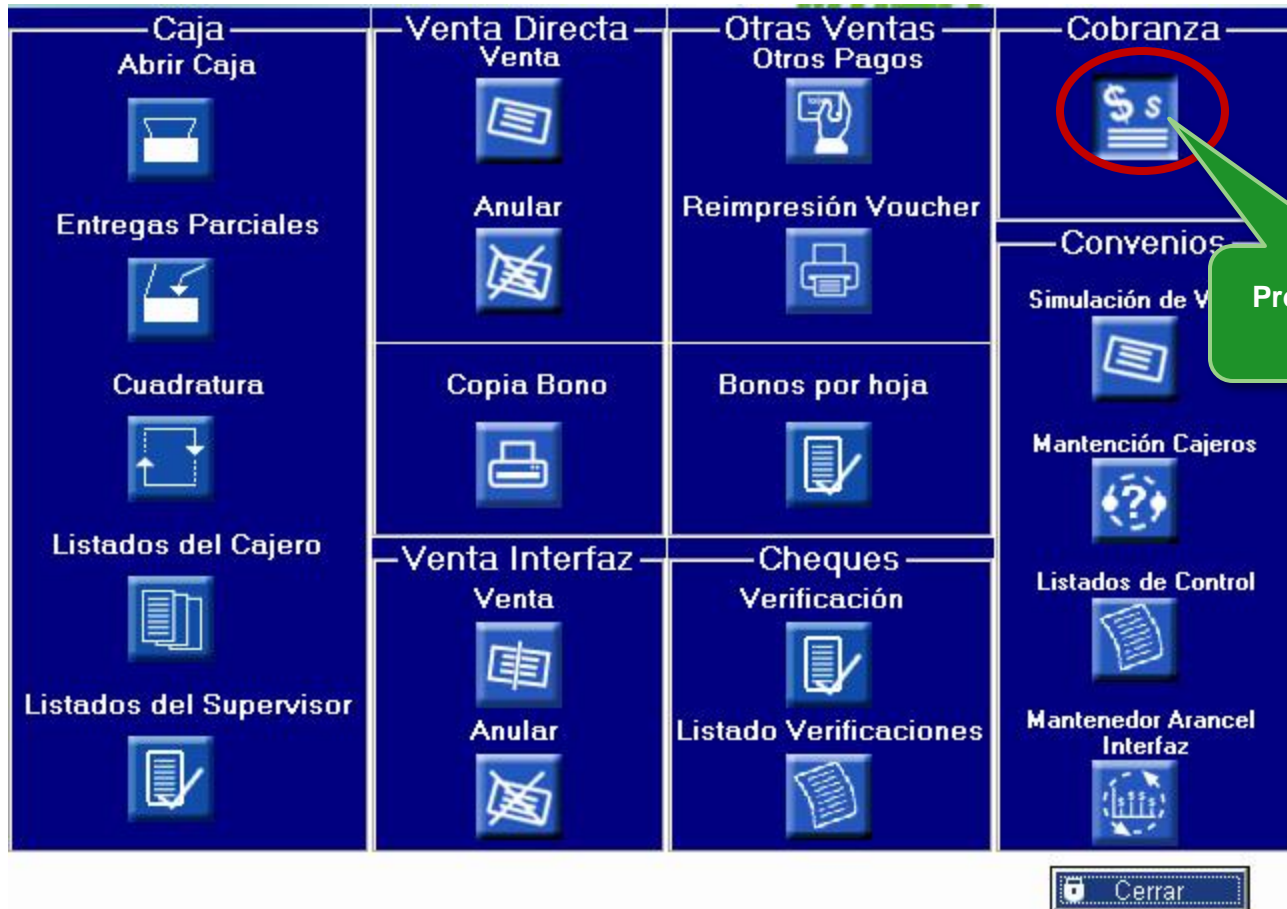 Caja
Abrir Caja
Entregas Parciales
Cuadratura
Listados del Cajero
Listados del Supervisor
Venta Directa
Venta
Anular
Copia Bono
Venta Interfaz
Venta
Anular
Otras Ventas
Otros Pagos
Reimpresión Voucher
Bonos por hoja
Cheques
Verificación
Listado Verificaciones
Cobranza
$ s
Convenios
Simulación de
Mantención Cajeros
Listados de Control
Mantenedor Arancel
Interfaz
Cerrar